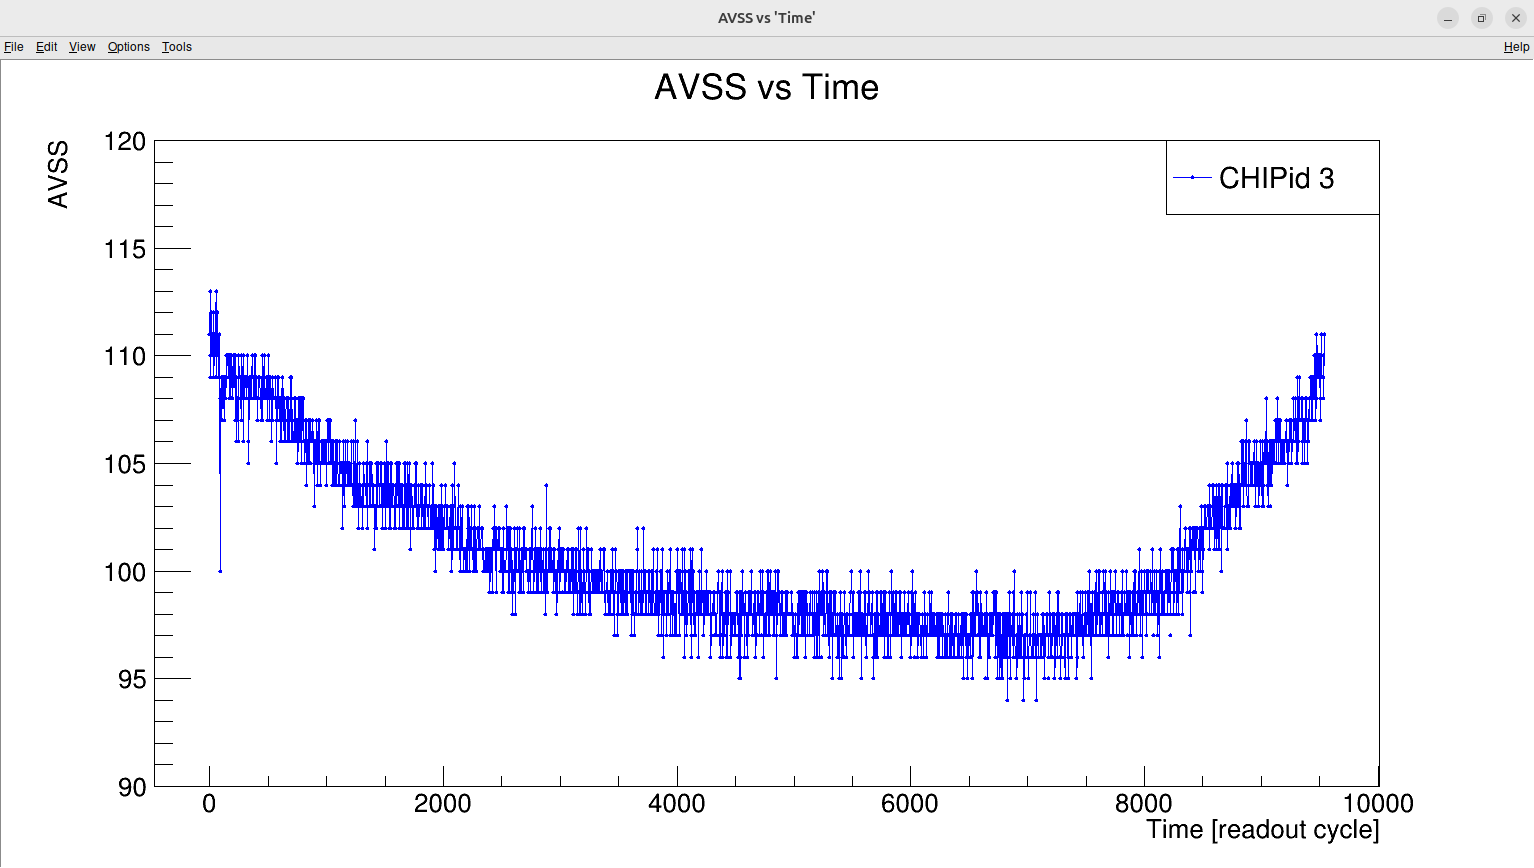 AVSS vs 'Time'
File Edit View Options Tools Help
AVSS vs Time
AVSS
120
115
110
105
100
95
90
CHIPid 3
0 2000 4000 6000 8000 10000
Time [readout cycle]